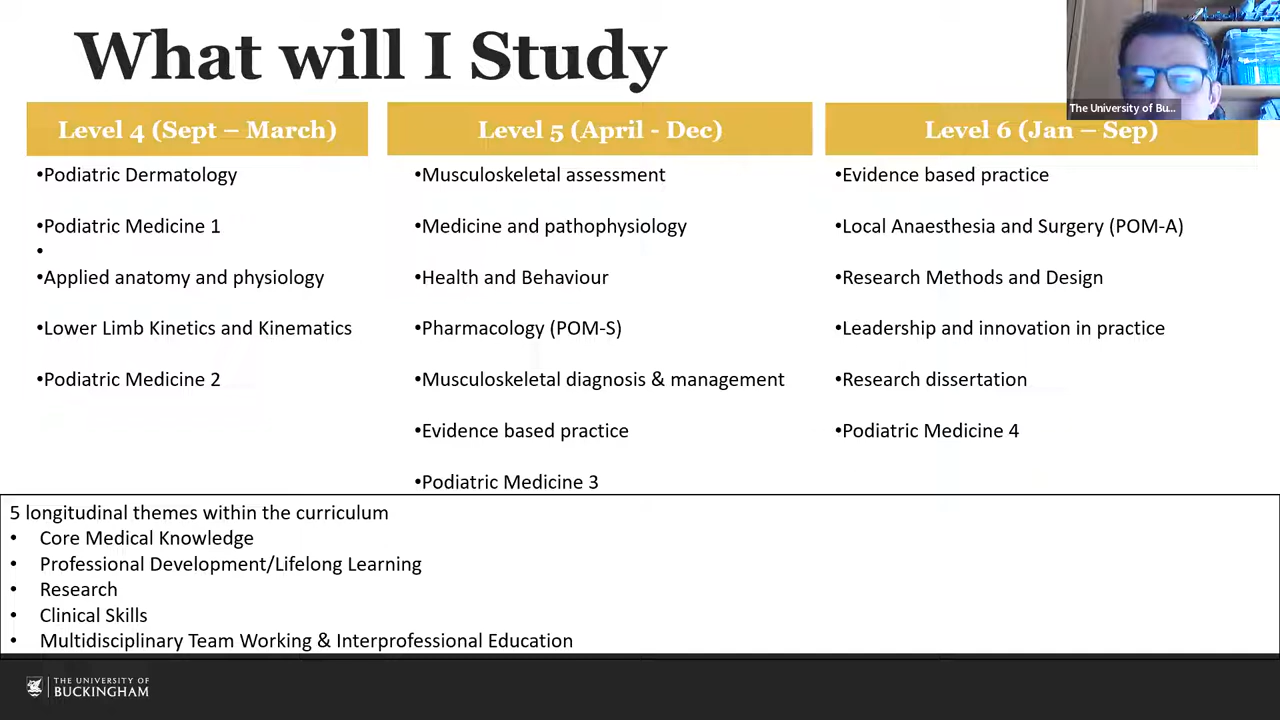 What will I Study
The University of Bu...
Level 4 (Sept – March)
•Podiatric Dermatology
•Podiatric Medicine 1
•
•Applied anatomy and physiology
•Lower Limb Kinetics and Kinematics
•Podiatric Medicine 2
Level 5 (April - Dec)
•Musculoskeletal assessment
•Medicine and pathophysiology
•Health and Behaviour
•Pharmacology (POM-S)
•Musculoskeletal diagnosis & management
•Evidence based practice
•Podiatric Medicine 3
Level 6 (Jan – Sep)
•Evidence based practice
•Local Anaesthesia and Surgery (POM-A)
•Research Methods and Design
•Leadership and innovation in practice
•Research dissertation
•Podiatric Medicine 4
5 longitudinal themes within the curriculum
• Core Medical Knowledge
• Professional Development/Lifelong Learning
• Research
• Clinical Skills
• Multidisciplinary Team Working & Interprofessional Education
THE UNIVERSITY OF
BUCKINGHAM